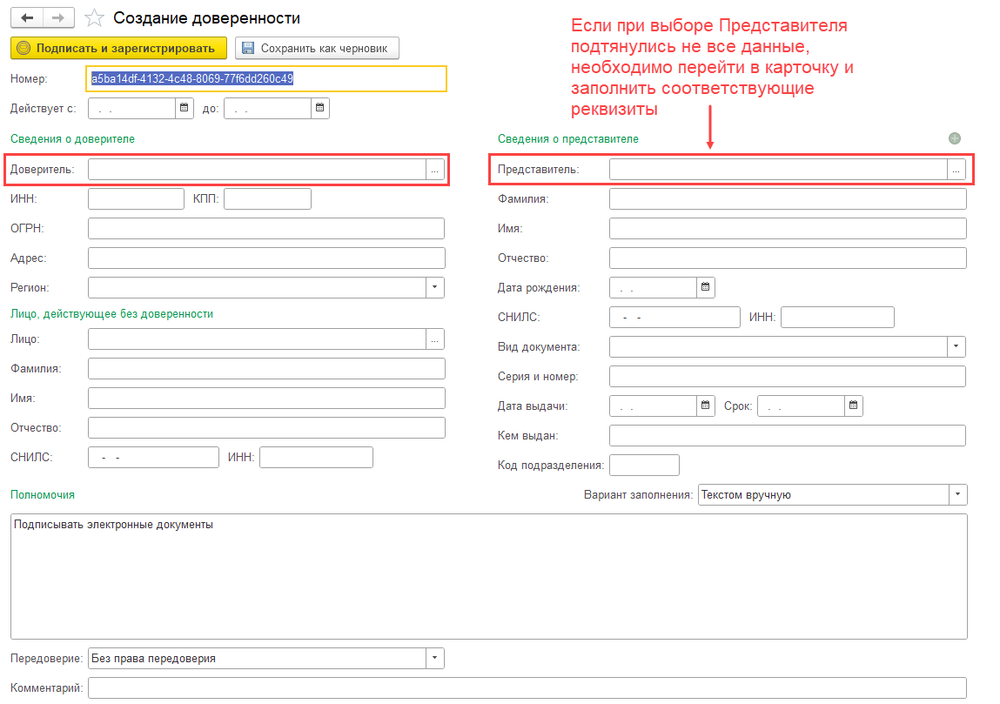 Создание доверенности
Подписать и зарегистрировать
Сохранить как черновик
Номер: a5ba14df-4132-4c48-8069-77f6dd260c49
Действует с: . . до: . .
Если при выборе Представителя
подтянулись не все данные,
необходимо перейти в карточку и
заполнить соответствующие
реквизиты
Сведения о доверителе
Доверитель: ...
ИНН: КПП:
ОГРН:
Адрес:
Регион:
Лицо, действующее без доверенности
Лицо: ...
Фамилия:
Имя:
Отчество:
СНИЛС: - - ИНН:
Сведения о представителе
Представитель: ...
Фамилия:
Имя:
Отчество:
Дата рождения: . .
СНИЛС: - - ИНН:
Вид документа:
Серия и номер:
Дата выдачи: . . Срок: . .
Кем выдан:
Код подразделения:
Полномочия
Вариант заполнения: Текстом вручную
Подписывать электронные документы
Передоверие: Без права передоверия
Комментарий: